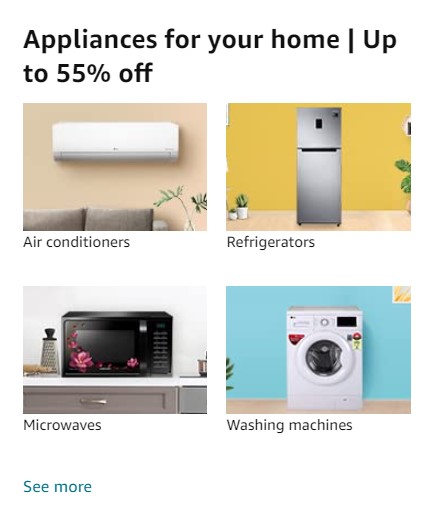 Appliances for your home | Up
to 55% off
Air conditioners
Refrigerators
Microwaves
Washing machines
See more